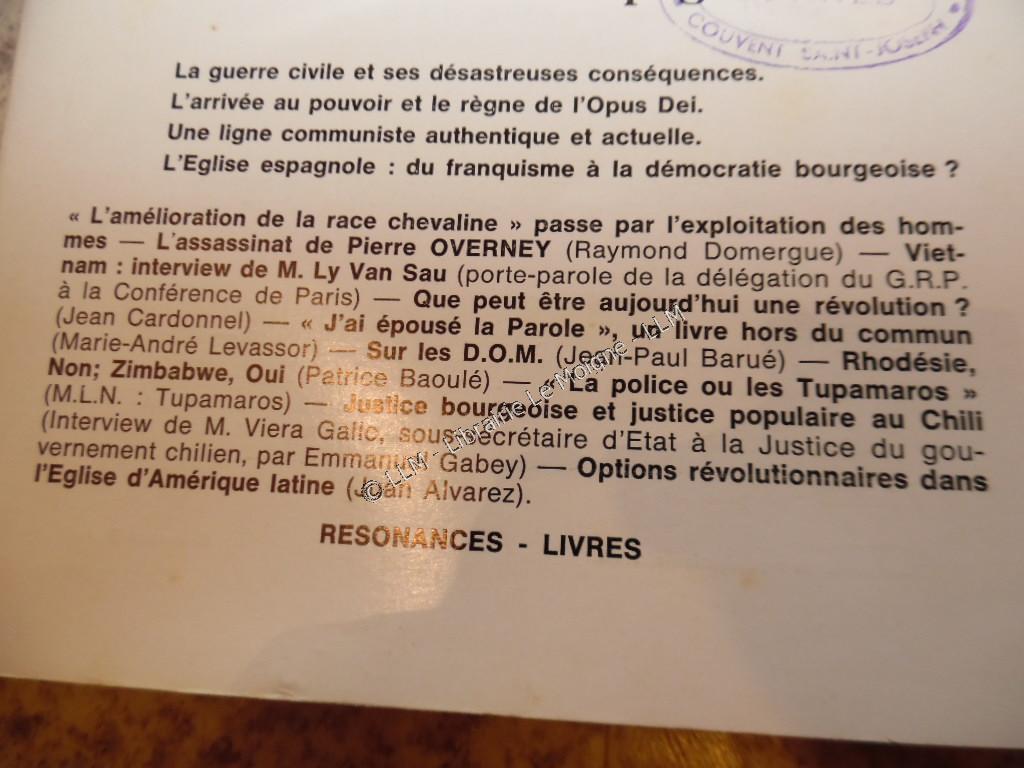 COUVENT SAINT-JOSEPH
La guerre civile et ses désastreuses conséquences.
L'arrivée au pouvoir et le règne de l'Opus Dei.
Une ligne communiste authentique et actuelle.
L'Eglise espagnole : du franquisme à la démocratie bourgeoise ?
« L'amélioration de la race chevaline » passe par l'exploitation des hom-
mes — L'assassinat de Pierre OVERNEY (Raymond Domergue) — Viet-
nam : interview de M. Ly Van Sau (porte-parole de la délégation du G.R.P.
à la Conférence de Paris) — Que peut être aujourd'hui une révolution ?
(Jean Cardonnel) — « J'ai épousé la Parole », un livre hors du commun
(Marie-André Levassor) — Sur les D.O.M. (Jean-Paul Barué) — Rhodésie,
Non; Zimbabwe, Oui (Patrice Baoulé) — « La police ou les Tupamaros »
(M.L.N. : Tupamaros) — Justice bourgeoise et justice populaire au Chili
(Interview de M. Viera Gallo, sous-secrétaire d'Etat à la Justice du gou-
vernement chilien, par Emmanuel Gabey) — Options révolutionnaires dans
l'Eglise d'Amérique latine (Joan Alvarez).
RESONANCES - LIVRES
© LLM - Librairie Le Moigne - LLM